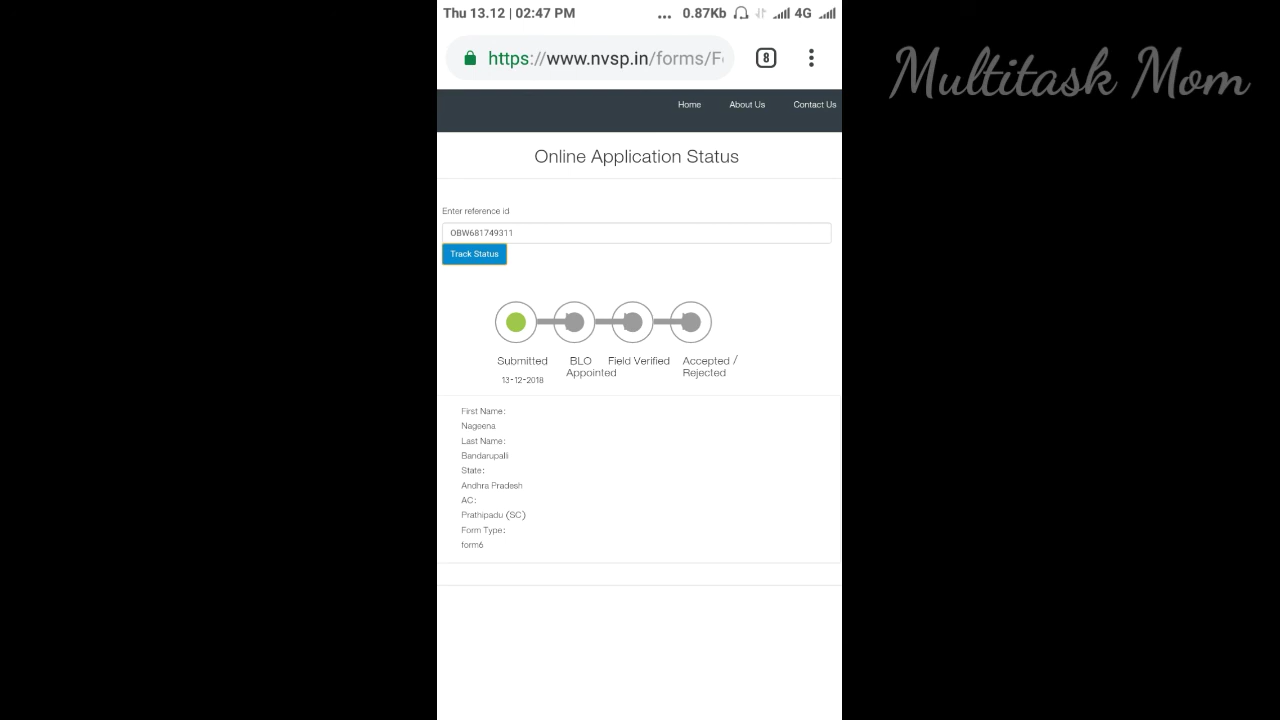 Thu 13.12 | 02:47 PM ... 0.87Kb 4G
https://www.nvsp.in/forms/F 8
Multitask Mom
Home About Us Contact Us
Online Application Status
Enter reference id
OBW681749311
Track Status
Submitted BLO Appointed Field Verified Accepted / Rejected
13-12-2018
First Name:
Nageena
Last Name:
Bandarupalli
State:
Andhra Pradesh
AC:
Prathipadu (SC)
Form Type:
form6